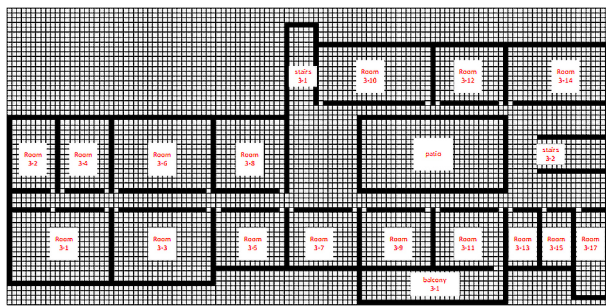 stairs
3-1
Room
3-10
Room
3-12
Room
3-14
Room
3-2
Room
3-4
Room
3-6
Room
3-8
patio
stairs
3-2
Room
3-1
Room
3-3
Room
3-5
Room
3-7
Room
3-9
Room
3-11
Room
3-13
Room
3-15
Room
3-17
balcony
3-1